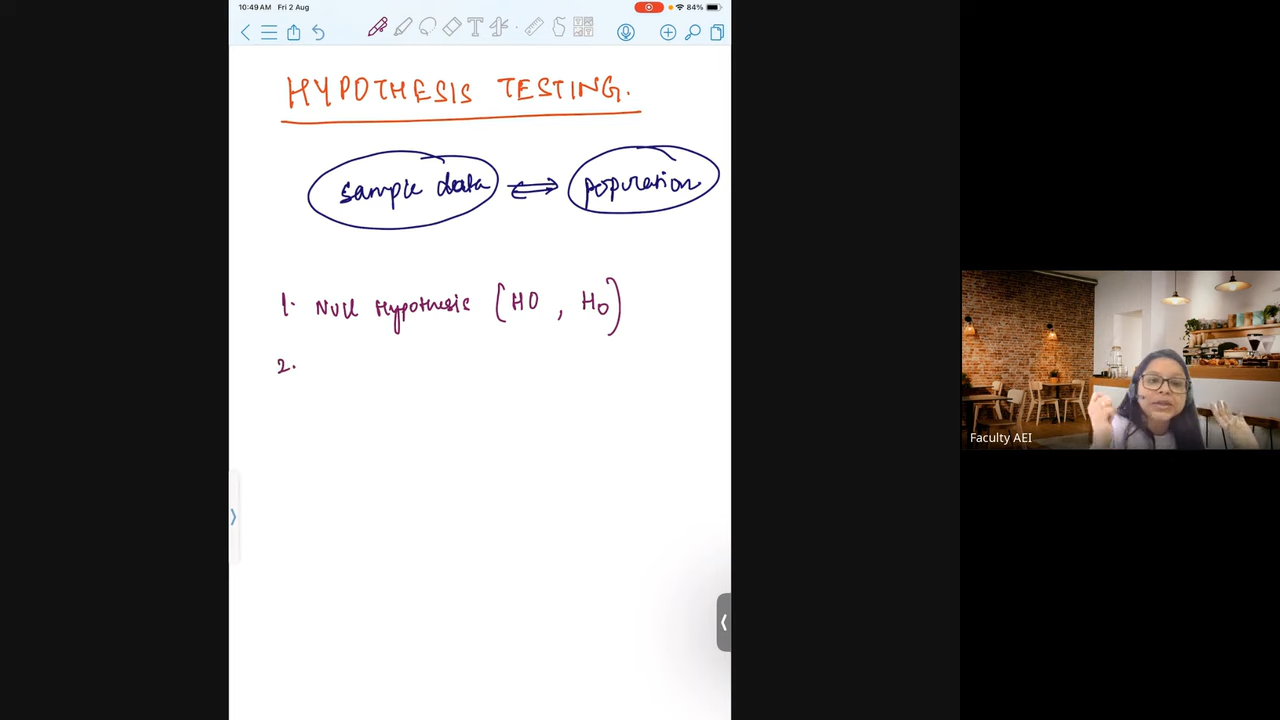 10:49 AM Fri 2 Aug 84%
HYPOTHESIS TESTING.
sample data ⇔ population
1. Null Hypothesis (H0 , H₀)
2.
Faculty AEI